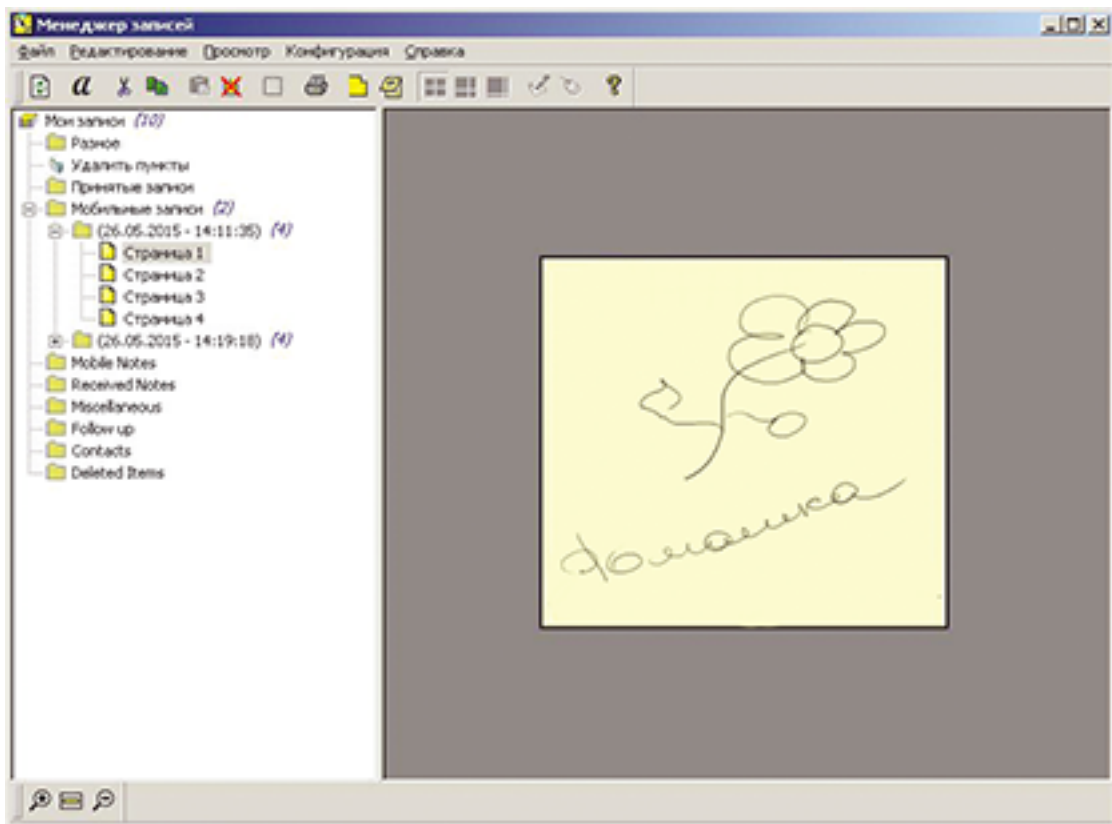 Менеджер записей
Файл Редактирование Просмотр Конфигурация Справка
Мои записи (10)
Разное
Удалить пункты
Принятые записи
Мобильные записи (2)
(26.05.2015 - 14:11:35) (4)
Страница 1
Страница 2
Страница 3
Страница 4
(26.05.2015 - 14:19:18) (4)
Mobile Notes
Received Notes
Miscellaneous
Follow up
Contacts
Deleted Items
Ромашка